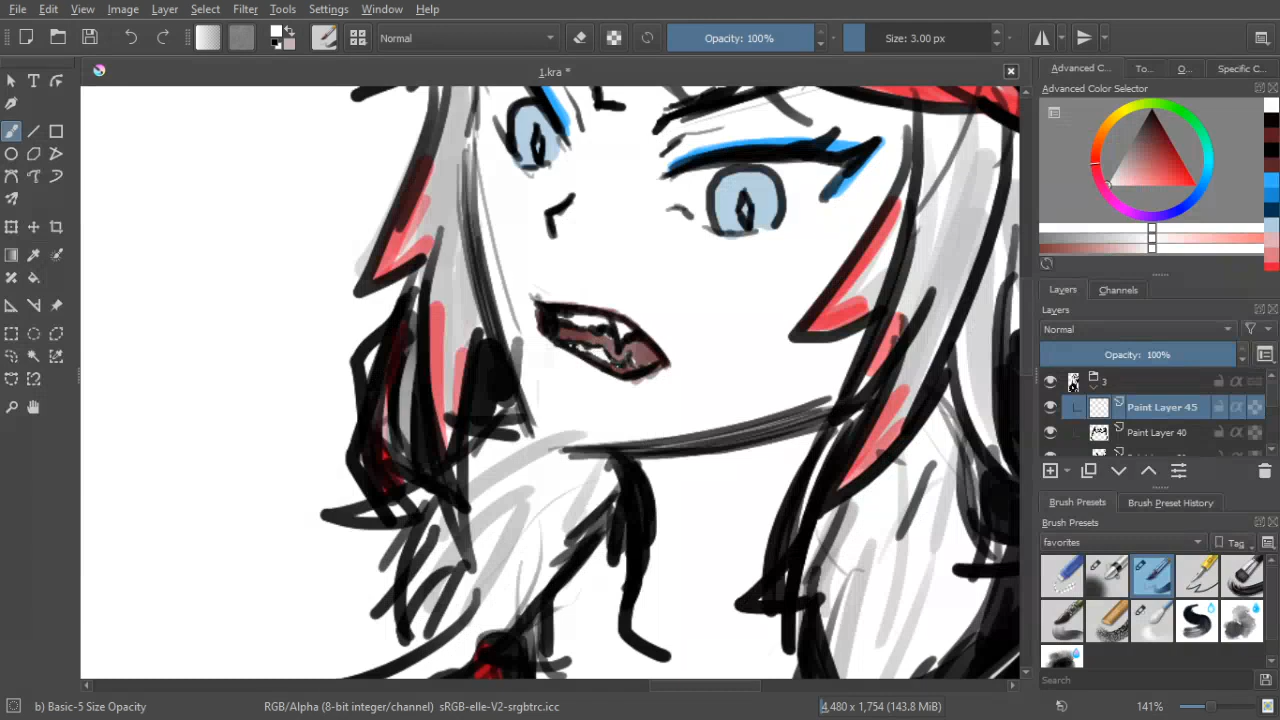 File Edit View Image Layer Select Filter Tools Settings Window Help
Normal Opacity: 100% Size: 3.00 px
1.kra *
Advanced C... To... O... Specific C...
Advanced Color Selector
Layers Channels
Layers
Normal
Opacity: 100%
3
Paint Layer 45
Paint Layer 40
Brush Presets Brush Preset History
Brush Presets
favorites Tag
Search
b) Basic-5 Size Opacity RGB/Alpha (8-bit integer/channel) sRGB-elle-V2-srgbtrc.icc 4,480 x 1,754 (143.8 MiB) 141%